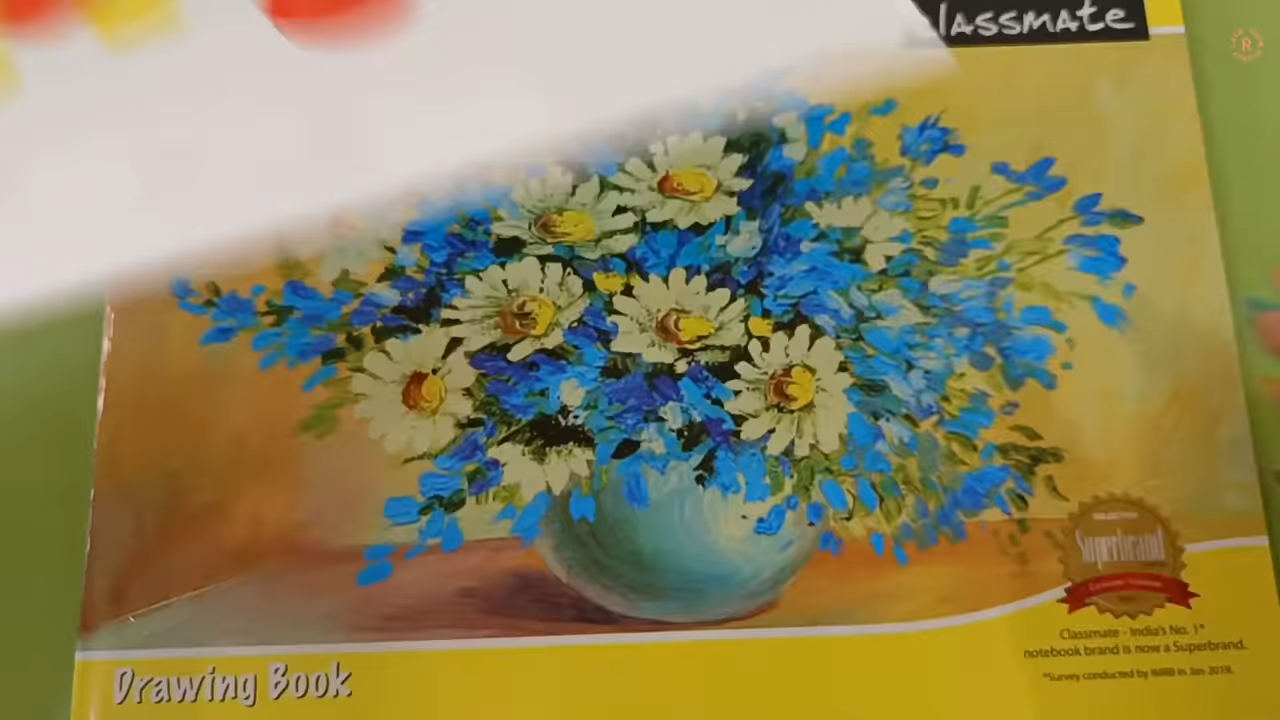 classmate
R
Drawing Book
Superbrand
Classmate - India's No. 1*
notebook brand is now a Superbrand.
*Survey conducted by IMRB in Jan 2019.